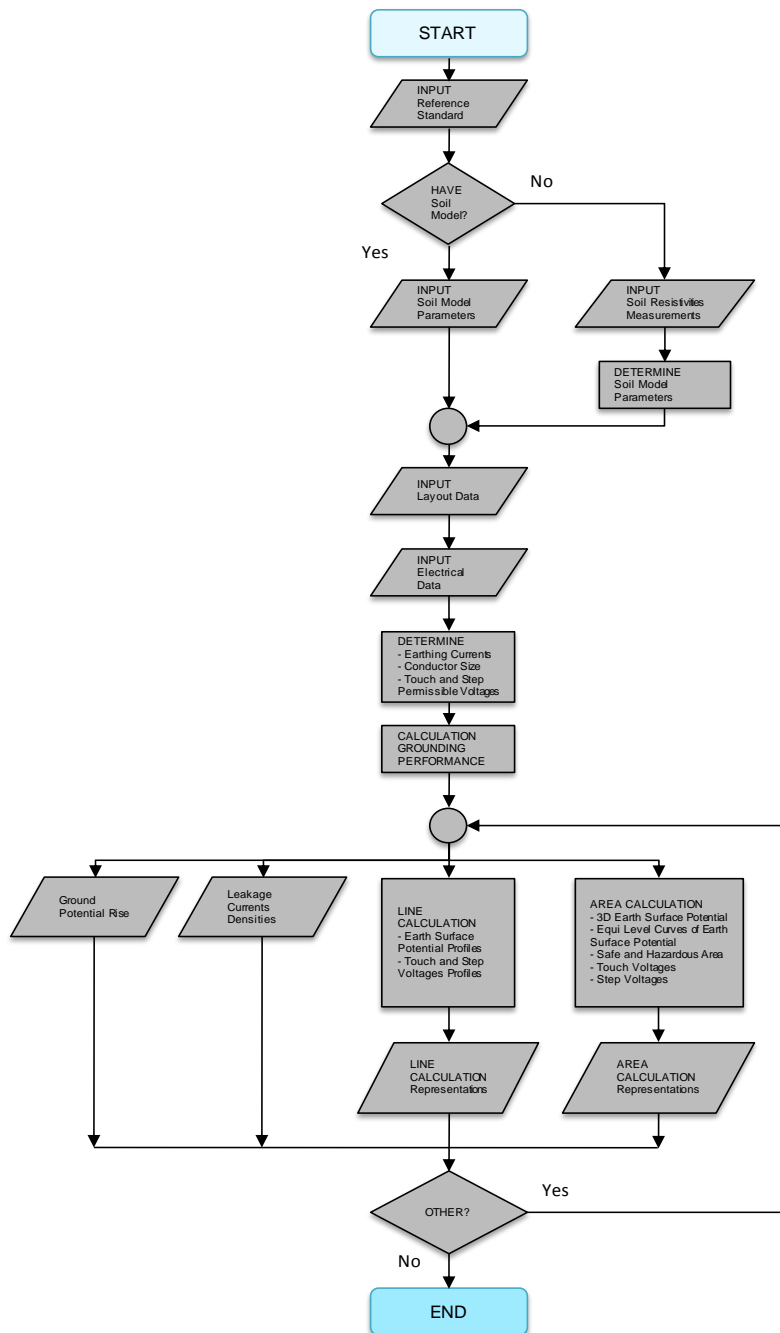 START
INPUT
Reference
Standard
HAVE
Soil
Model?
No
Yes
INPUT
Soil Model
Parameters
INPUT
Soil Resistivities
Measurements
DETERMINE
Soil Model
Parameters
INPUT
Layout Data
INPUT
Electrical
Data
DETERMINE
- Earthing Currents
- Conductor Size
- Touch and Step
Permissible Voltages
CALCULATION
GROUNDING
PERFORMANCE
Ground
Potential Rise
Leakage
Currents
Densities
LINE
CALCULATION
- Earth Surface
Potential Profiles
- Touch and Step
Voltages Profiles
AREA CALCULATION
- 3D Earth Surface Potential
- Equi Level Curves of Earth
Surface Potential
- Safe and Hazardous Area
- Touch Voltages
- Step Voltages
LINE
CALCULATION
Representations
AREA
CALCULATION
Representations
OTHER?
Yes
No
END